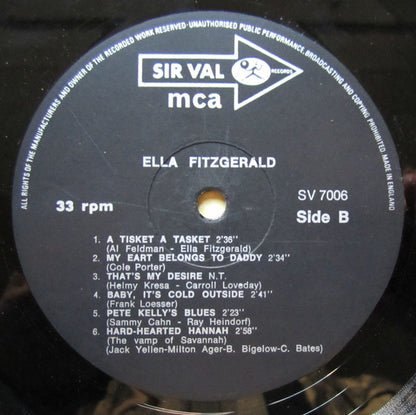 ALL RIGHTS OF THE MANUFACTURERS AND OWNER OF THE RECORDED WORK RESERVED-UNAUTHORISED PUBLIC PERFORMANCE, BROADCASTING AND COPYING PROHIBITED MADE IN ENGLAND
SIR VAL RECORDS
mca
ELLA FITZGERALD
SV 7006
33 rpm
Side B
1. A TISKET A TASKET 2'36''
(Al Feldman - Ella Fitzgerald)
2. MY EART BELONGS TO DADDY 2'34''
(Cole Porter)
3. THAT'S MY DESIRE N.T.
(Helmy Kresa - Carroll Loveday)
4. BABY, IT'S COLD OUTSIDE 2'41''
(Frank Loesser)
5. PETE KELLY'S BLUES 2'23''
(Sammy Cahn - Ray Heindorf)
6. HARD-HEARTED HANNAH 2'58''
(The vamp of Savannah)
(Jack Yellen-Milton Ager-B. Bigelow-C. Bates)